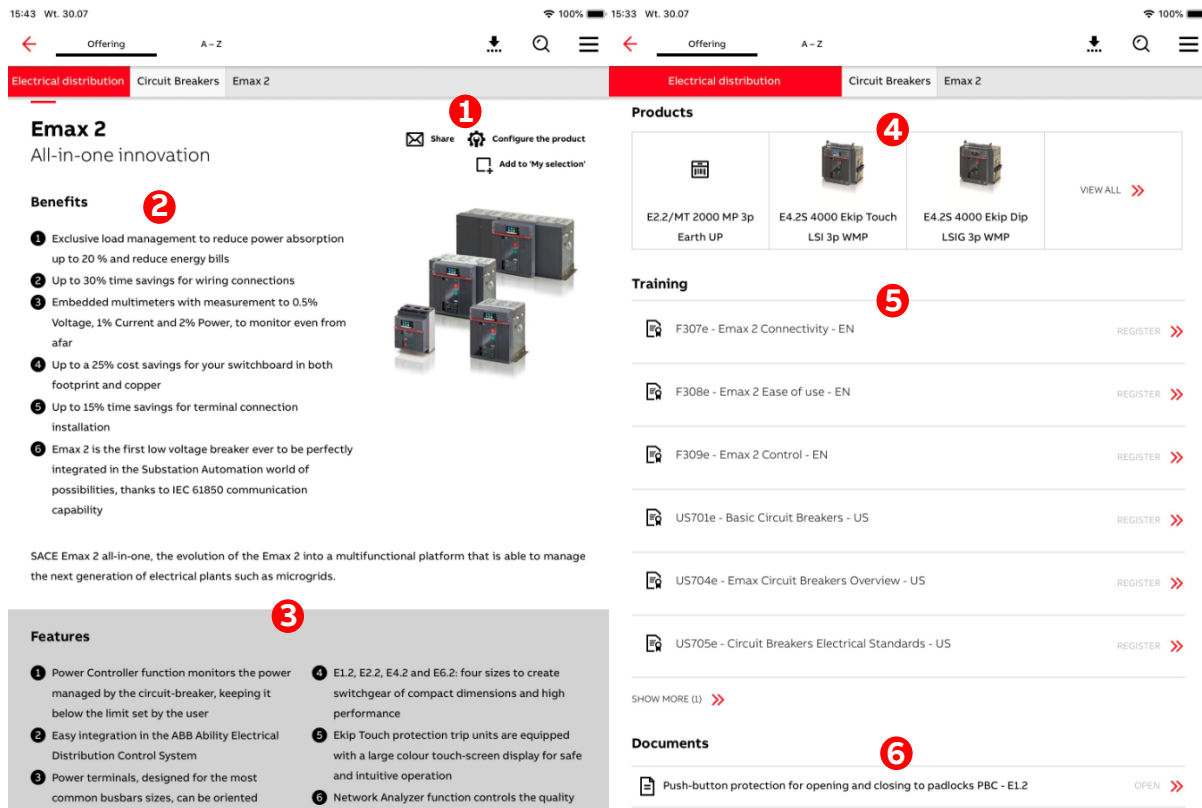 15:43 Wt. 30.07
100%
Offering
A – Z
Electrical distribution
Circuit Breakers
Emax 2
1
Emax 2
All-in-one innovation
Share
Configure the product
Add to 'My selection'
Benefits
2
1 Exclusive load management to reduce power absorption
up to 20 % and reduce energy bills
2 Up to 30% time savings for wiring connections
3 Embedded multimeters with measurement to 0.5%
Voltage, 1% Current and 2% Power, to monitor even from
afar
4 Up to a 25% cost savings for your switchboard in both
footprint and copper
5 Up to 15% time savings for terminal connection
installation
6 Emax 2 is the first low voltage breaker ever to be perfectly
integrated in the Substation Automation world of
possibilities, thanks to IEC 61850 communication
capability
SACE Emax 2 all-in-one, the evolution of the Emax 2 into a multifunctional platform that is able to manage
the next generation of electrical plants such as microgrids.
3
Features
1 Power Controller function monitors the power
managed by the circuit-breaker, keeping it
below the limit set by the user
2 Easy integration in the ABB Ability Electrical
Distribution Control System
3 Power terminals, designed for the most
common busbars sizes, can be oriented
4 E1.2, E2.2, E4.2 and E6.2: four sizes to create
switchgear of compact dimensions and high
performance
5 Ekip Touch protection trip units are equipped
with a large colour touch-screen display for safe
and intuitive operation
6 Network Analyzer function controls the quality
15:33 Wt. 30.07
100%
Offering
A – Z
Electrical distribution
Circuit Breakers
Emax 2
Products
4
E2.2/MT 2000 MP 3p
Earth UP
E4.2S 4000 Ekip Touch
LSI 3p WMP
E4.2S 4000 Ekip Dip
LSIG 3p WMP
VIEW ALL
Training
5
F307e - Emax 2 Connectivity - EN
REGISTER
F308e - Emax 2 Ease of use - EN
REGISTER
F309e - Emax 2 Control - EN
REGISTER
US701e - Basic Circuit Breakers - US
REGISTER
US704e - Emax Circuit Breakers Overview - US
REGISTER
US705e - Circuit Breakers Electrical Standards - US
REGISTER
SHOW MORE (1)
Documents
6
Push-button protection for opening and closing to padlocks PBC - E1.2
OPEN